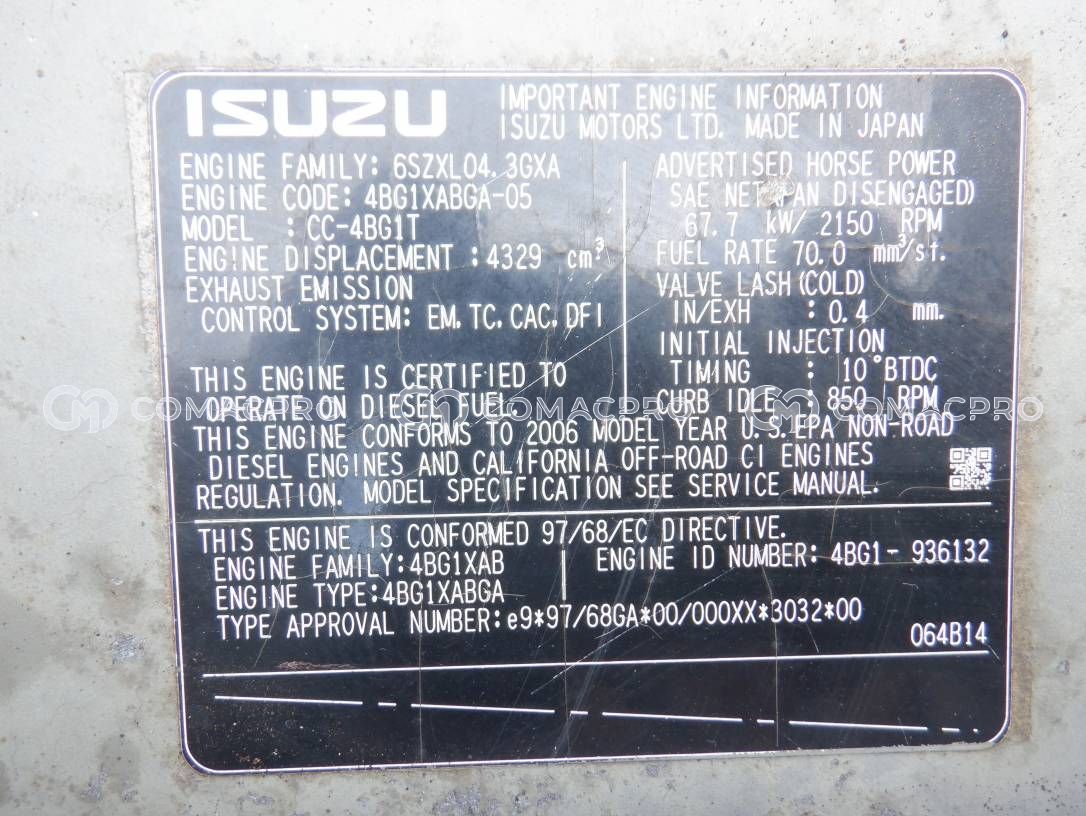 ISUZU
IMPORTANT ENGINE INFORMATION
ISUZU MOTORS LTD. MADE IN JAPAN
ENGINE FAMILY: 6SZXL04.3GXA
ENGINE CODE: 4BG1XABGA-05
MODEL : CC-4BG1T
ENGINE DISPLACEMENT : 4329 cm³
EXHAUST EMISSION
CONTROL SYSTEM: EM, TC, CAC, DFI
THIS ENGINE IS CERTIFIED TO
OPERATE ON DIESEL FUEL.
ADVERTISED HORSE POWER
SAE NET(FAN DISENGAGED)
67.7 kW/ 2150 RPM
FUEL RATE 70.0 mm³/st.
VALVE LASH(COLD)
IN/EXH : 0.4 mm.
INITIAL INJECTION
TIMING : 10°BTDC
CURB IDLE : 850 RPM
THIS ENGINE CONFORMS TO 2006 MODEL YEAR U.S.EPA NON-ROAD
DIESEL ENGINES AND CALIFORNIA OFF-ROAD CI ENGINES
REGULATION. MODEL SPECIFICATION SEE SERVICE MANUAL.
THIS ENGINE IS CONFORMED 97/68/EC DIRECTIVE.
ENGINE FAMILY:4BG1XAB
ENGINE ID NUMBER: 4BG1- 936132
ENGINE TYPE:4BG1XABGA
TYPE APPROVAL NUMBER:e9*97/68GA*00/000XX*3032*00
064B14
COMACPRO COMACPRO COMACPRO